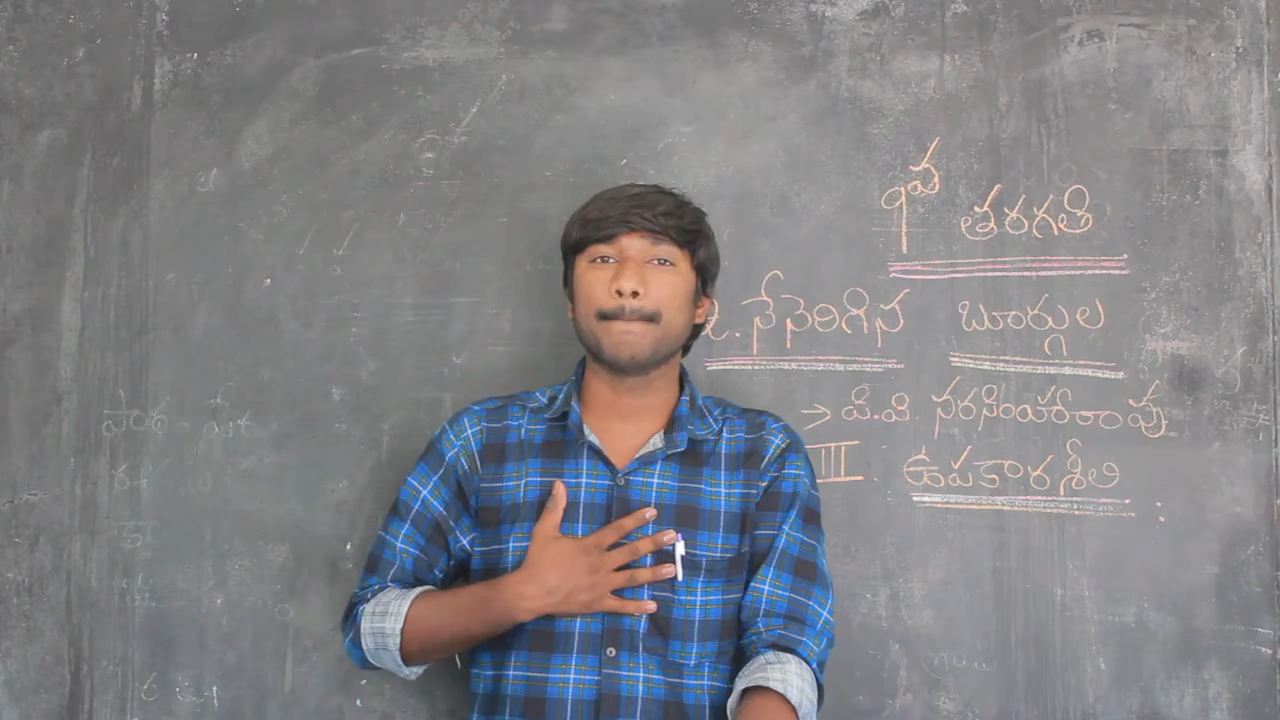 9వ తరగతి
2. నేనెరిగిన బూర్గుల
→ పి.వి. నరసింహారావు
III. ఉపకారశీలి